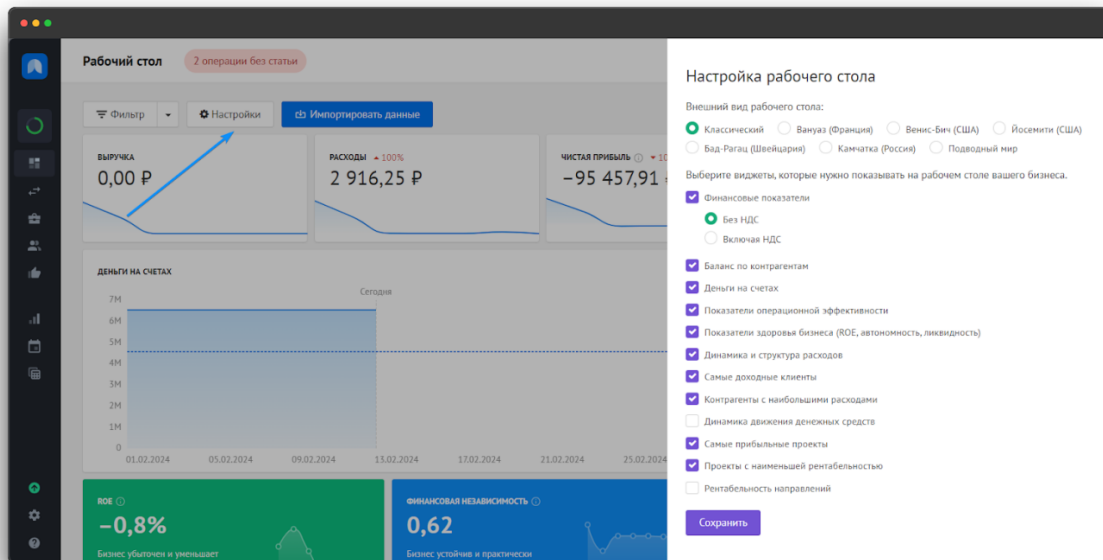 Рабочий стол
2 операции без статьи
Фильтр
Настройки
Импортировать данные
ВЫРУЧКА
0,00 ₽
РАСХОДЫ 100%
2 916,25 ₽
ЧИСТАЯ ПРИБЫЛЬ
−95 457,91
ДЕНЬГИ НА СЧЕТАХ
Сегодня
7М
6М
5М
4М
3М
2М
1М
0
01.02.2024 05.02.2024 09.02.2024 13.02.2024 17.02.2024 21.02.2024 25.02.2024
ROE
−0,8%
Бизнес убыточен и уменьшает
ФИНАНСОВАЯ НЕЗАВИСИМОСТЬ
0,62
Бизнес устойчив и практически
Настройка рабочего стола
Внешний вид рабочего стола:
Классический Вануаз (Франция) Венис-Бич (США) Йосемити (США)
Бад-Рагац (Швейцария) Камчатка (Россия) Подводный мир
Выберите виджеты, которые нужно показывать на рабочем столе вашего бизнеса.
Финансовые показатели
Без НДС
Включая НДС
Баланс по контрагентам
Деньги на счетах
Показатели операционной эффективности
Показатели здоровья бизнеса (ROE, автономность, ликвидность)
Динамика и структура расходов
Самые доходные клиенты
Контрагенты с наибольшими расходами
Динамика движения денежных средств
Самые прибыльные проекты
Проекты с наименьшей рентабельностью
Рентабельность направлений
Сохранить